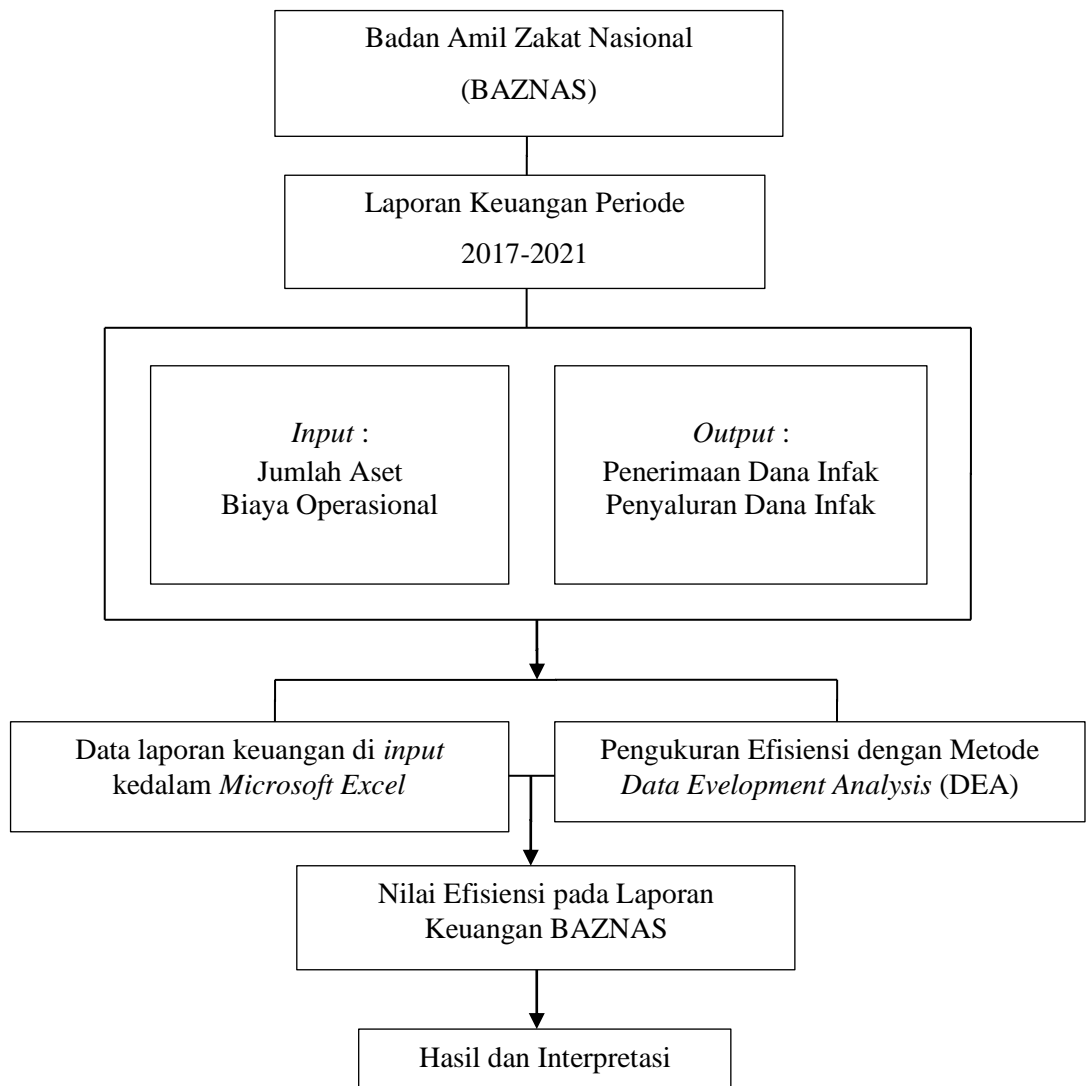 Badan Amil Zakat Nasional
(BAZNAS)
Laporan Keuangan Periode
2017-2021
Input :
Jumlah Aset
Biaya Operasional
Output :
Penerimaan Dana Infak
Penyaluran Dana Infak
Data laporan keuangan di input
kedalam Microsoft Excel
Pengukuran Efisiensi dengan Metode
Data Evelopment Analysis (DEA)
Nilai Efisiensi pada Laporan
Keuangan BAZNAS
Hasil dan Interpretasi